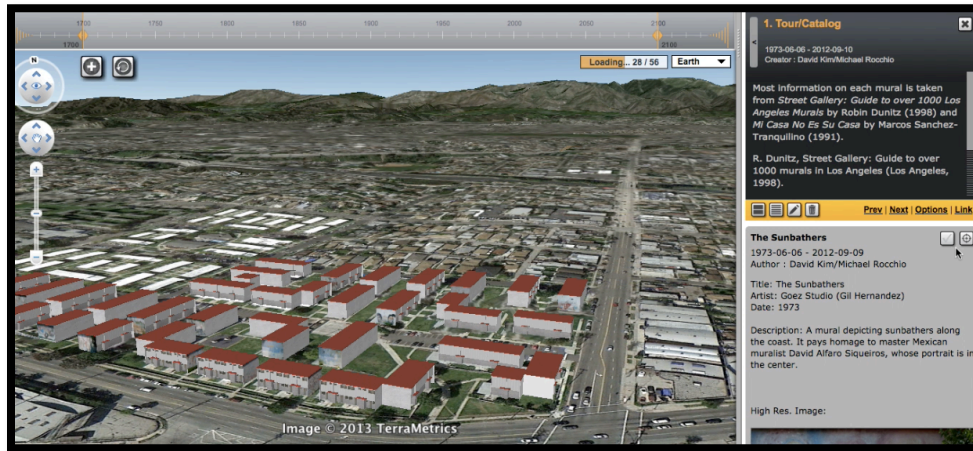 1700 1750 1800 1850 1900 1950 2000 2050 2100
1700 2100
N
Loading... 28 / 56 Earth
Image © 2013 TerraMetrics
1. Tour/Catalog
1973-06-06 - 2012-09-10
Creator : David Kim/Michael Rocchio
Most information on each mural is taken
from Street Gallery: Guide to over 1000 Los
Angeles Murals by Robin Dunitz (1998) and
Mi Casa No Es Su Casa by Marcos Sanchez-
Tranquilino (1991).
R. Dunitz, Street Gallery: Guide to over
1000 murals in Los Angeles (Los Angeles,
1998).
Prev | Next | Options | Link
The Sunbathers
1973-06-06 - 2012-09-09
Author : David Kim/Michael Rocchio
Title: The Sunbathers
Artist: Goez Studio (Gil Hernandez)
Date: 1973
Description: A mural depicting sunbathers along
the coast. It pays homage to master Mexican
muralist David Alfaro Siqueiros, whose portrait is in
the center.
High Res. Image: